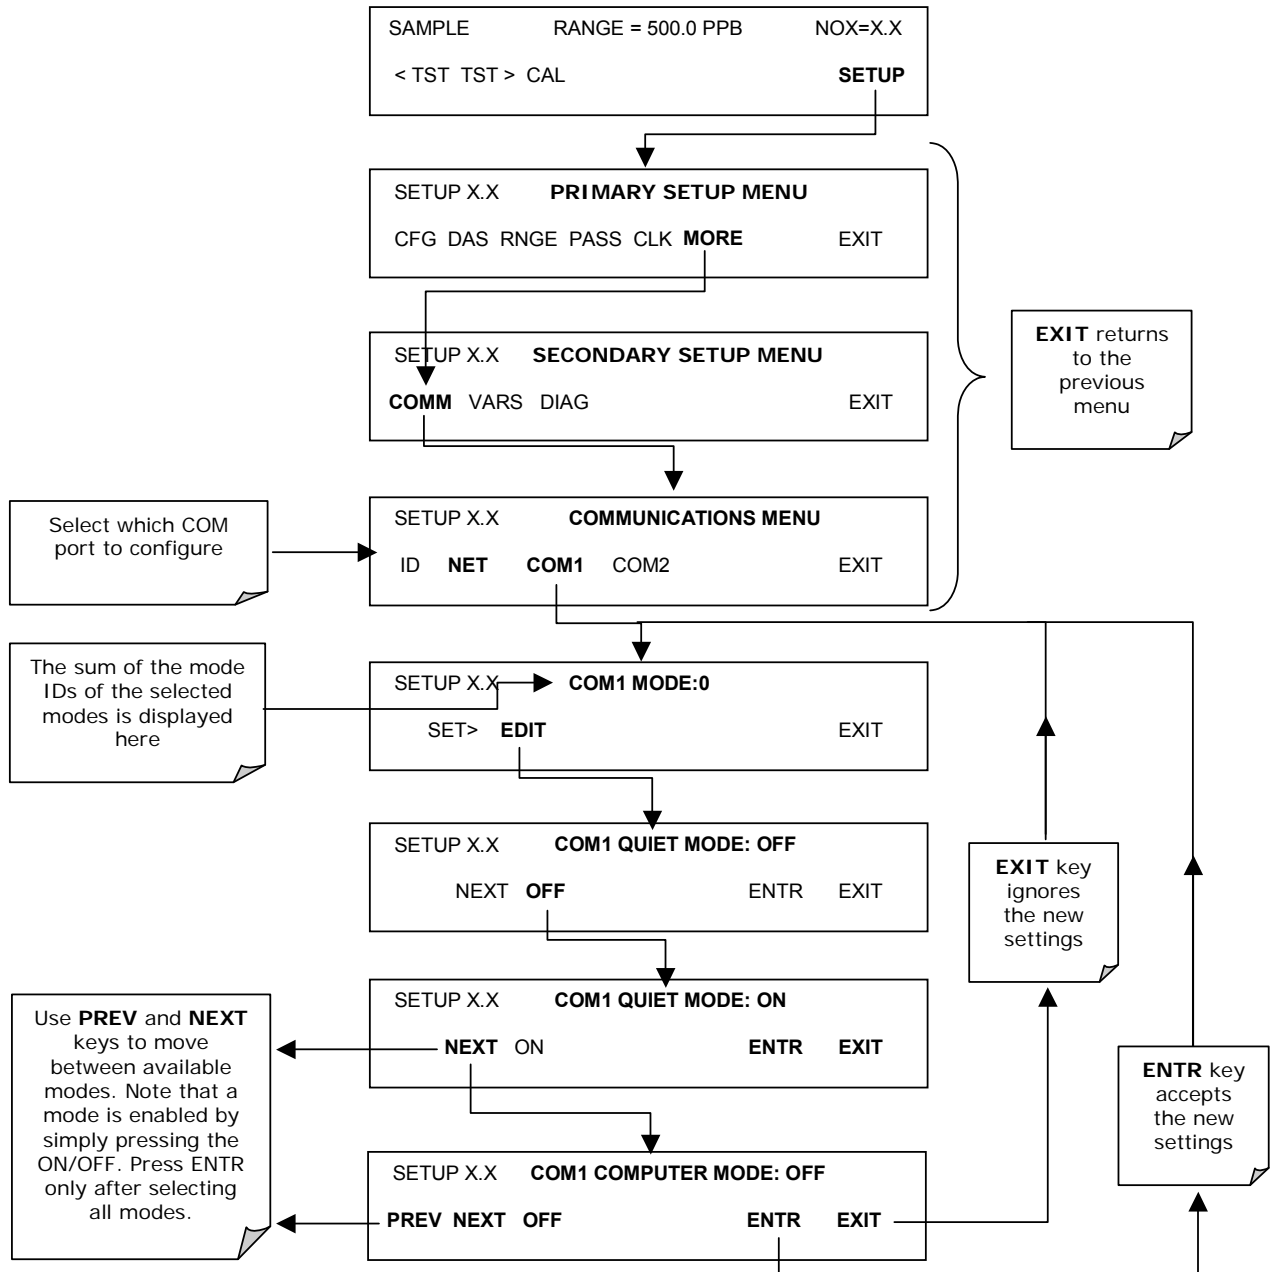 SAMPLE RANGE = 500.0 PPB NOX=X.X
< TST TST > CAL SETUP
SETUP X.X PRIMARY SETUP MENU
CFG DAS RNGE PASS CLK MORE EXIT
SETUP X.X SECONDARY SETUP MENU
COMM VARS DIAG EXIT
EXIT returns
to the
previous
menu
Select which COM
port to configure
SETUP X.X COMMUNICATIONS MENU
ID NET COM1 COM2 EXIT
The sum of the mode
IDs of the selected
modes is displayed
here
SETUP X.X COM1 MODE:0
SET> EDIT EXIT
SETUP X.X COM1 QUIET MODE: OFF
NEXT OFF ENTR EXIT
EXIT key
ignores
the new
settings
SETUP X.X COM1 QUIET MODE: ON
NEXT ON ENTR EXIT
Use PREV and NEXT
keys to move
between available
modes. Note that a
mode is enabled by
simply pressing the
ON/OFF. Press ENTR
only after selecting
all modes.
ENTR key
accepts
the new
settings
SETUP X.X COM1 COMPUTER MODE: OFF
PREV NEXT OFF ENTR EXIT